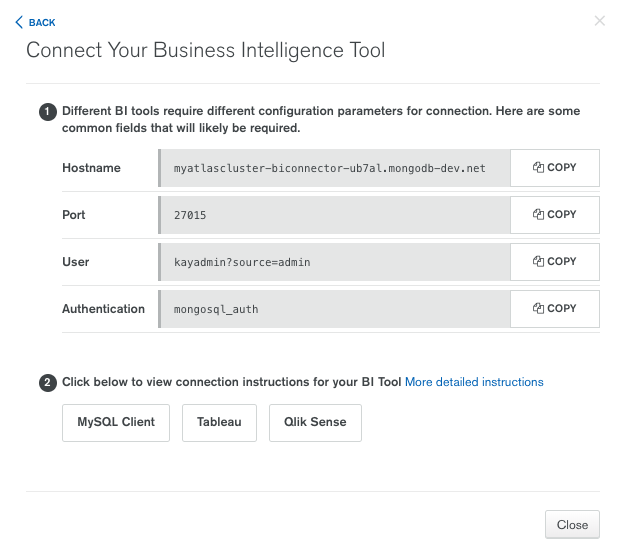 BACK
Connect Your Business Intelligence Tool
1 Different BI tools require different configuration parameters for connection. Here are some
common fields that will likely be required.
Hostname myatlascluster-biconnector-ub7al.mongodb-dev.net COPY
Port 27015 COPY
User kayadmin?source=admin COPY
Authentication mongosql_auth COPY
2 Click below to view connection instructions for your BI Tool More detailed instructions
MySQL Client Tableau Qlik Sense
Close